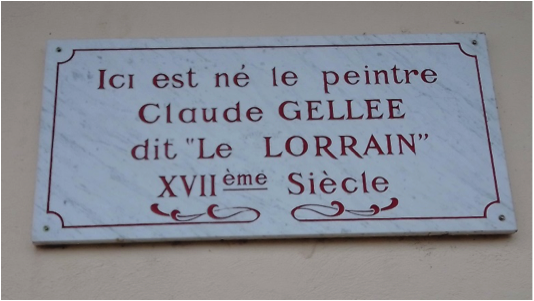 Ici est né le peintre
Claude GELLEE
dit "Le LORRAIN"
XVIIème Siècle